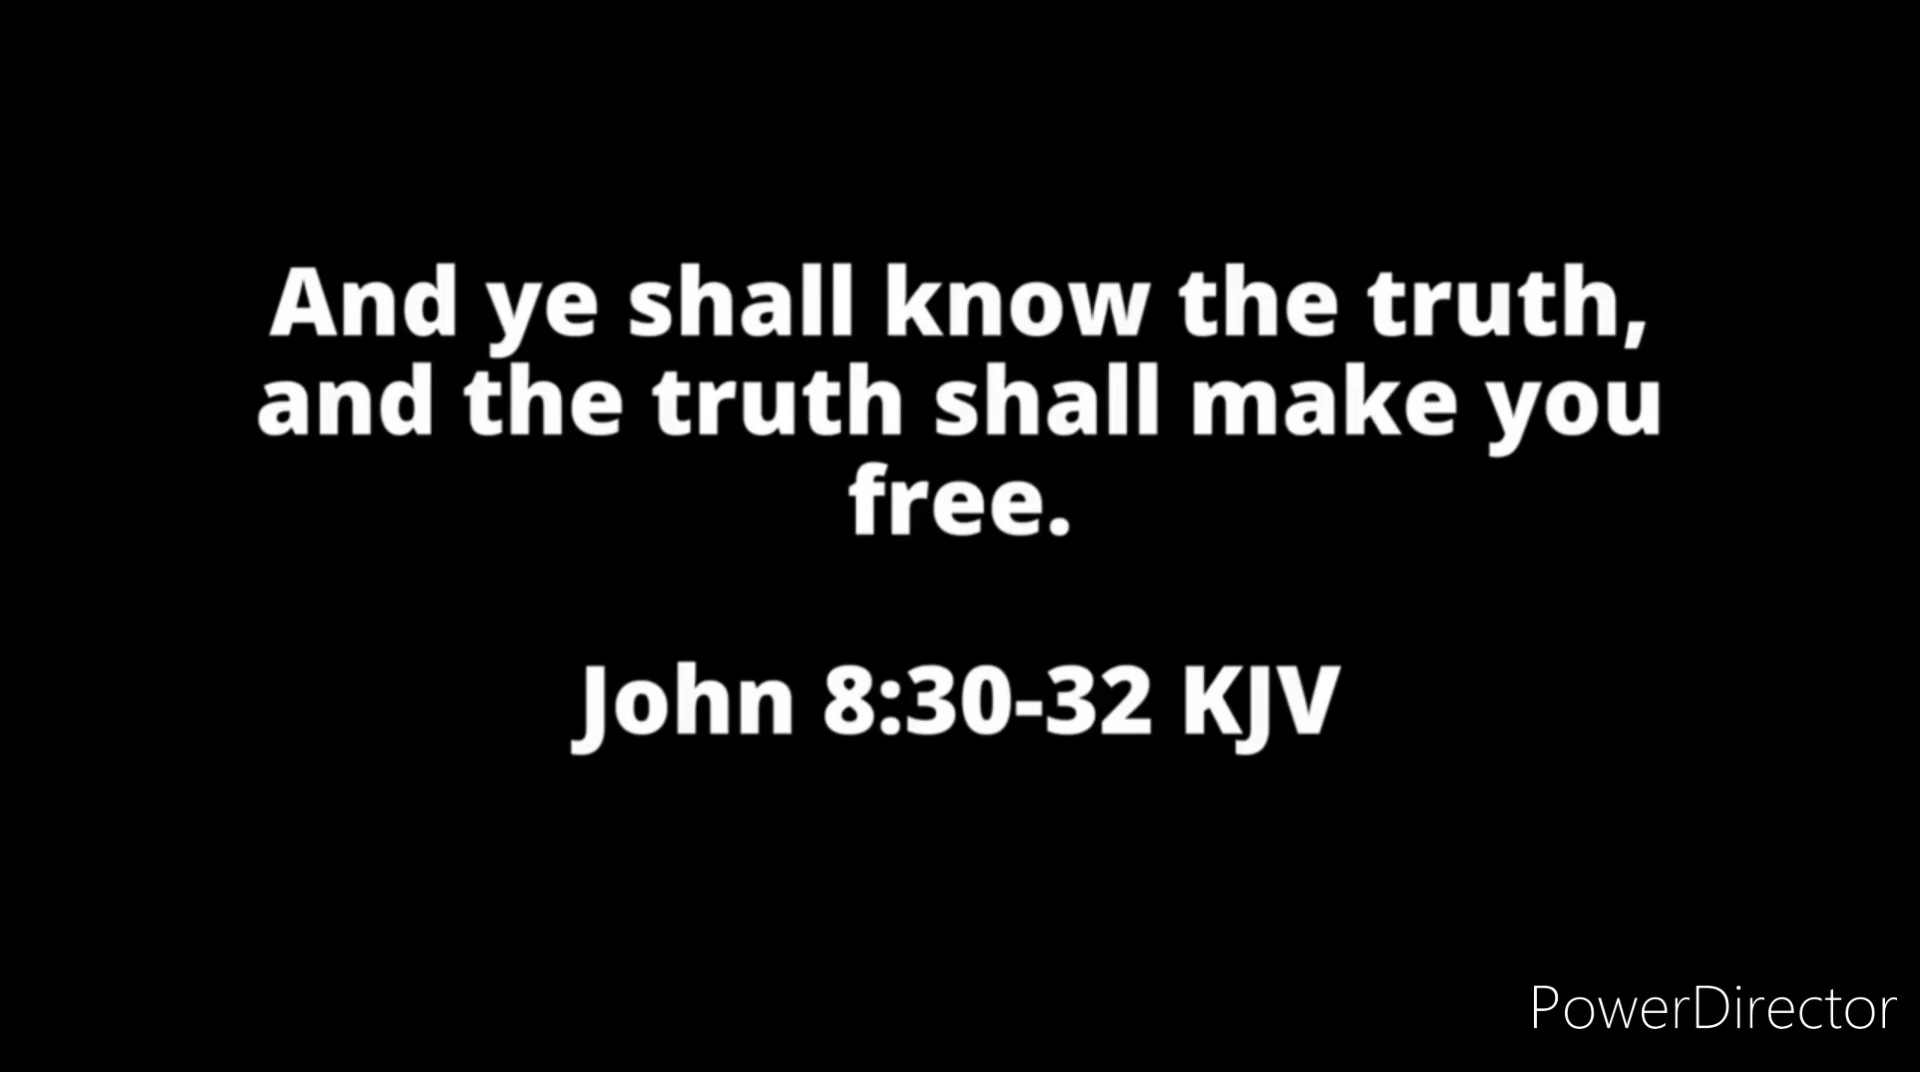 And ye shall know the truth,
and the truth shall make you
free.
John 8:30-32 KJV
PowerDirector